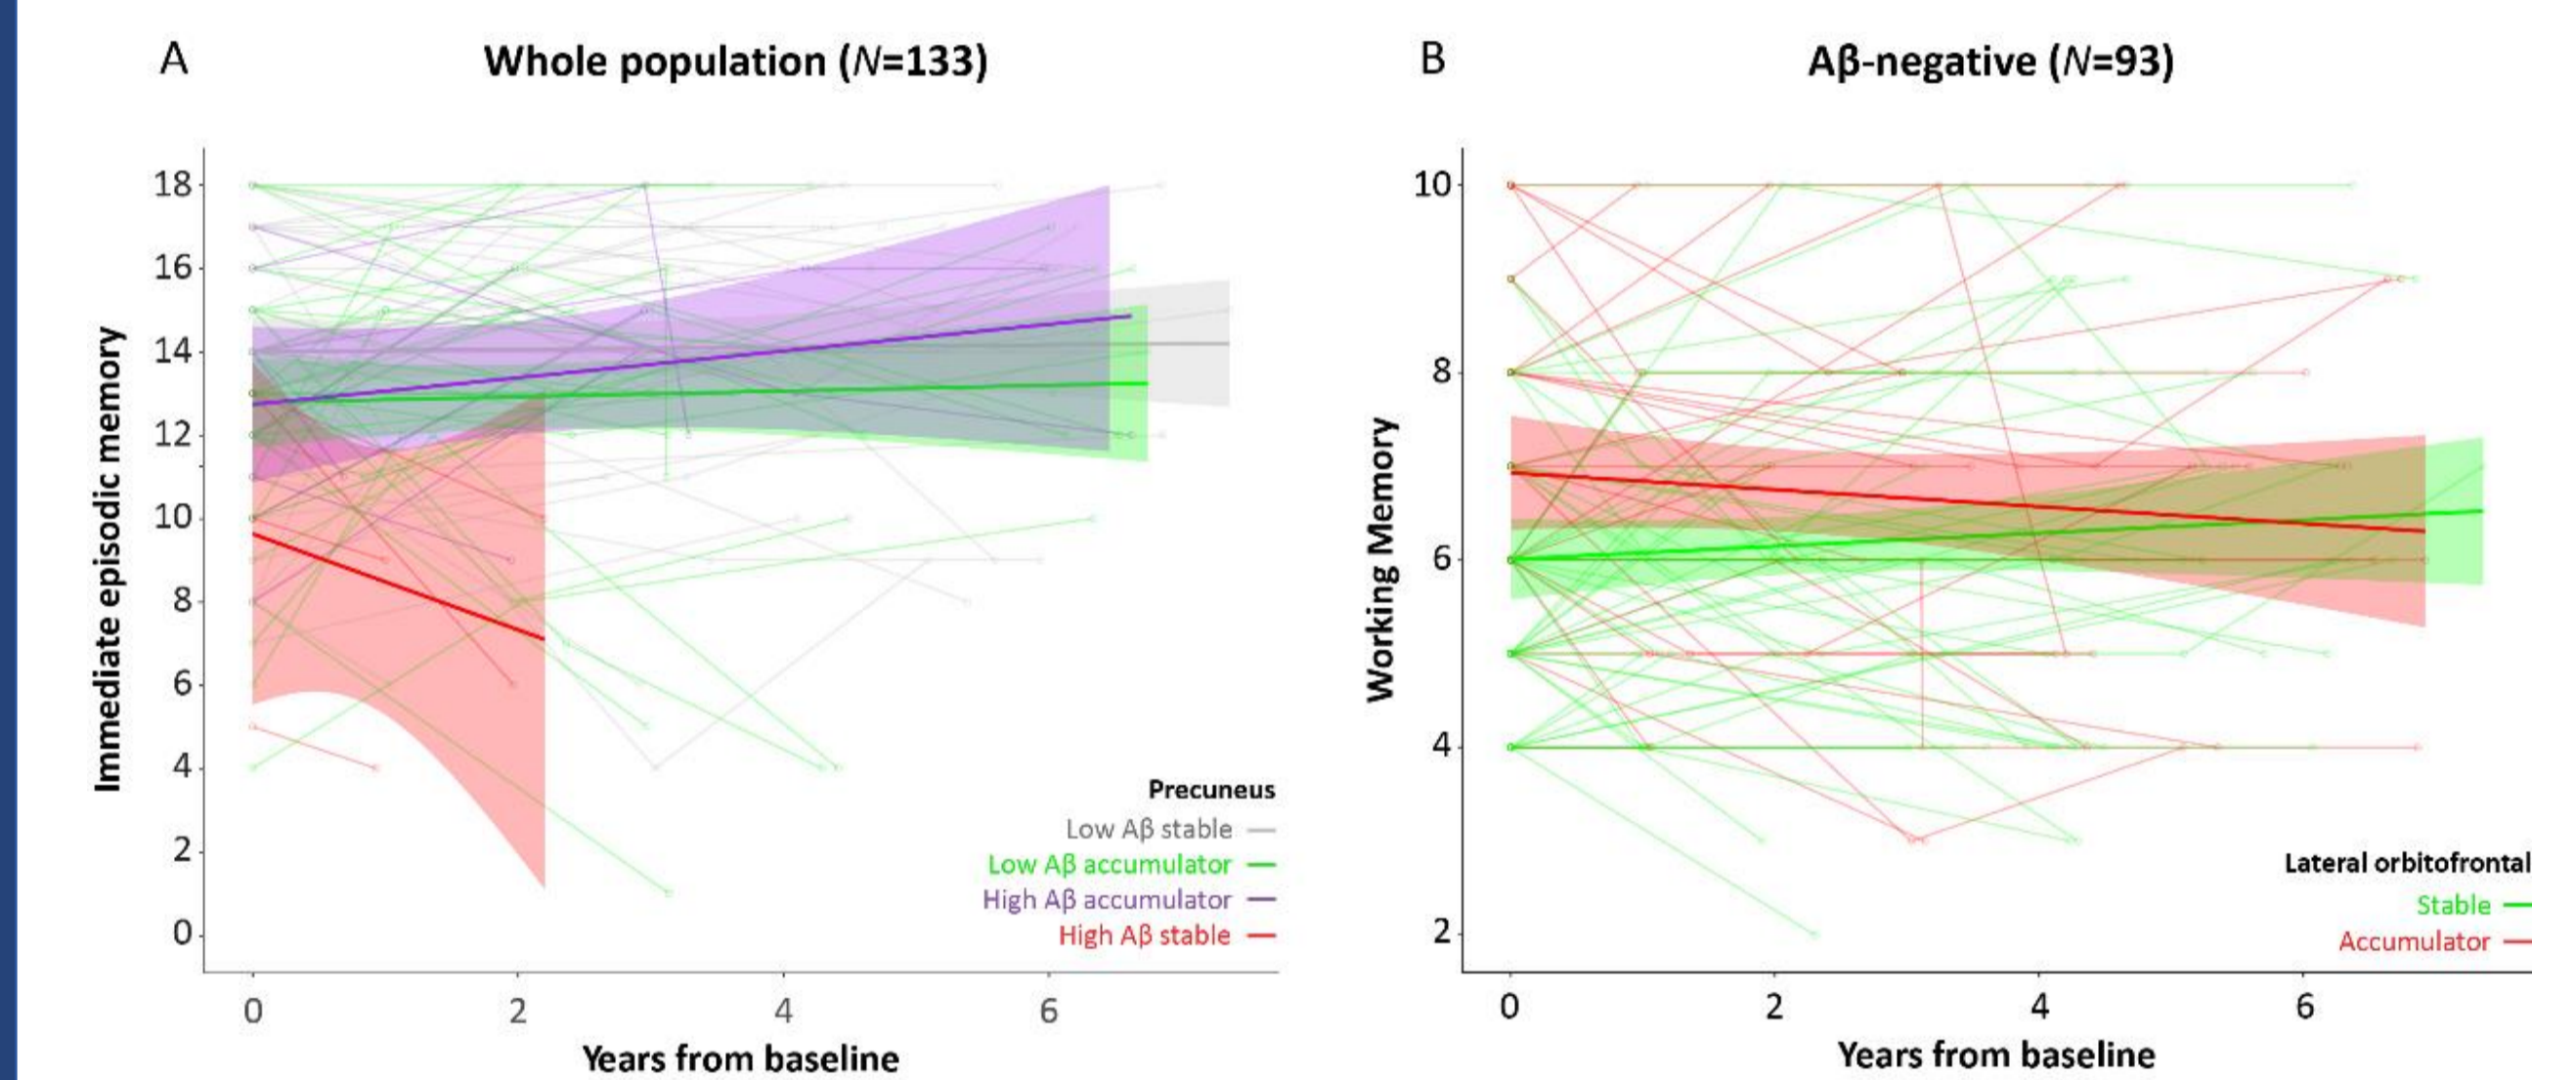 A
Whole population (N=133)
Immediate episodic memory
18
16
14
12
10
8
6
4
2
0
0 2 4 6
Years from baseline
Precuneus
Low Aβ stable
Low Aβ accumulator
High Aβ accumulator
High Aβ stable
B
Aβ-negative (N=93)
Working Memory
10
8
6
4
2
0 2 4 6
Years from baseline
Lateral orbitofrontal
Stable
Accumulator